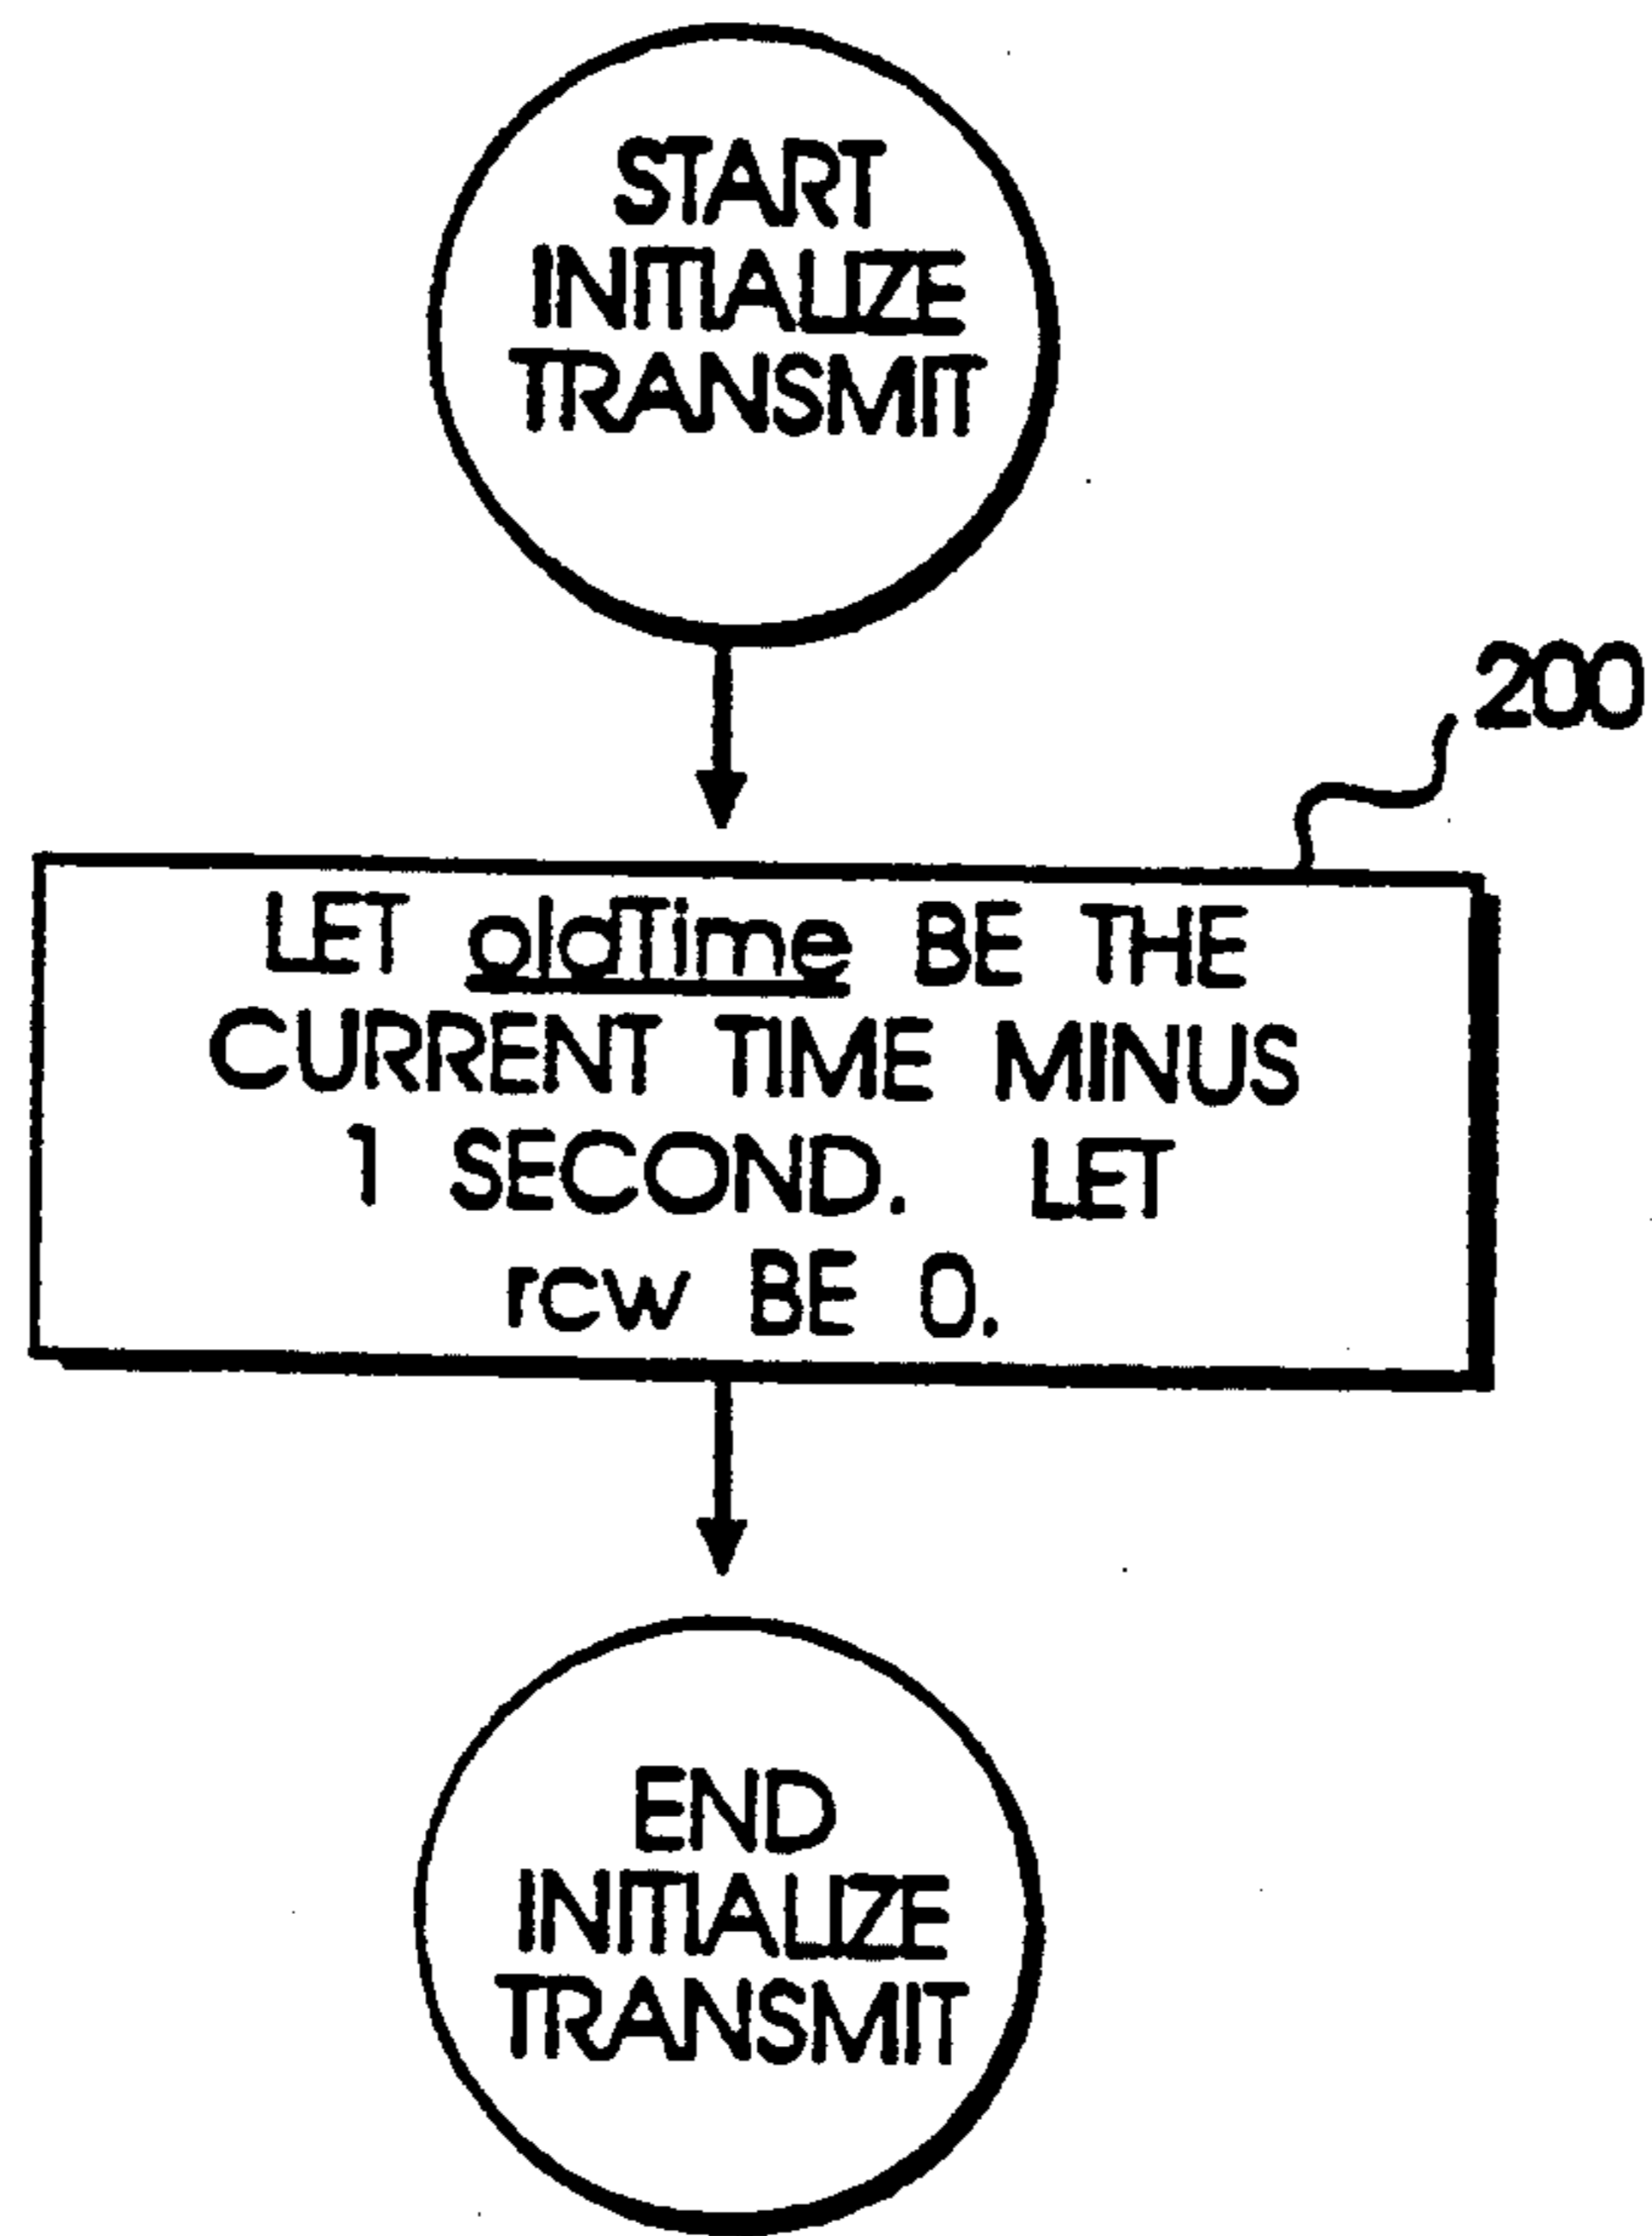 START
INITIALIZE
TRANSMIT
200
LET oldTime BE THE
CURRENT TIME MINUS
1 SECOND. LET
rcw BE 0.
END
INITIALIZE
TRANSMIT